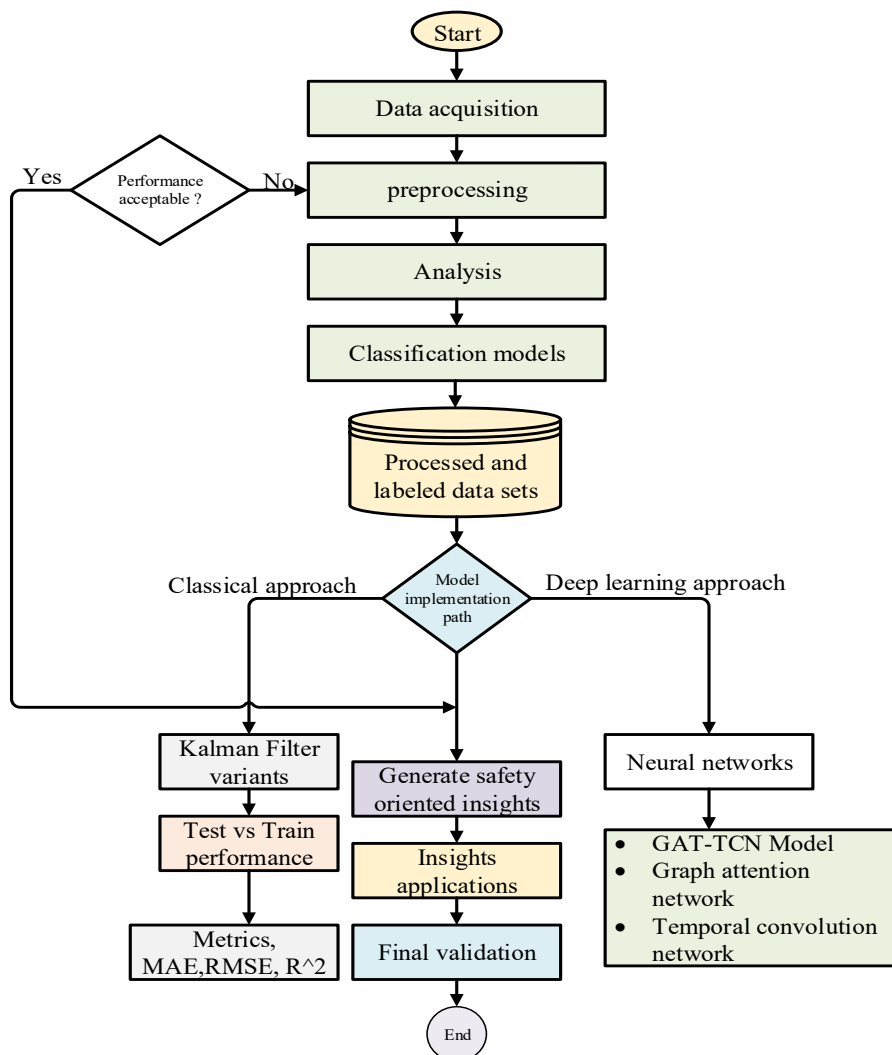 Start
Data acquisition
Yes
Performance
acceptable ?
No
preprocessing
Analysis
Classification models
Processed and
labeled data sets
Classical approach
Model
implementation
path
Deep learning approach
Kalman Filter
variants
Test vs Train
performance
Metrics,
MAE,RMSE, R^2
Generate safety
oriented insights
Insights
applications
Final validation
End
Neural networks
• GAT-TCN Model
• Graph attention
network
• Temporal convolution
network